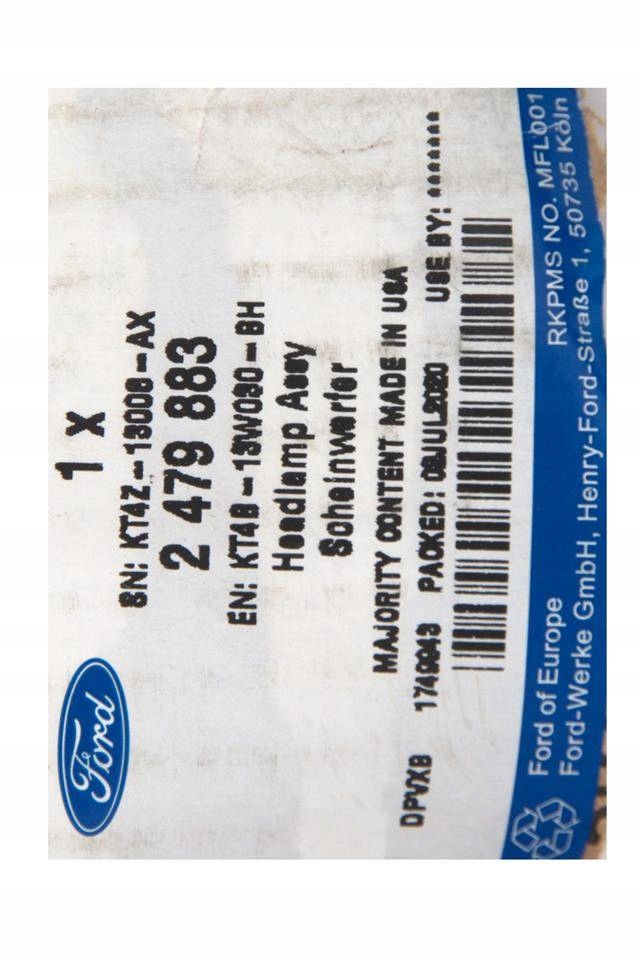 Ford
1 x
SN: KT4Z-13008-AX
2 479 883
EN: KT4B-13W030-BH
Headlamp Assy
Scheinwerfer
MAJORITY CONTENT MADE IN USA
DPVXB PACKED: USE BY: *******
Ford of Europe RKPMS NO. MFL001
Ford-Werke GmbH, Henry-Ford-Straße 1, 50735 Köln